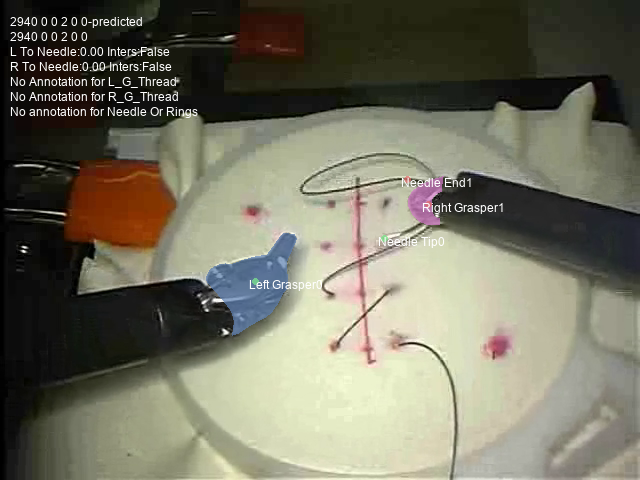 2940 0 0 2 0 0-predicted
2940 0 0 2 0 0
L To Needle:0.00 Inters:False
R To Needle:0.00 Inters:False
No Annotation for L_G_Thread
No Annotation for R_G_Thread
No annotation for Needle Or Rings
Needle End1
Right Grasper1
Needle Tip0
Left Grasper0